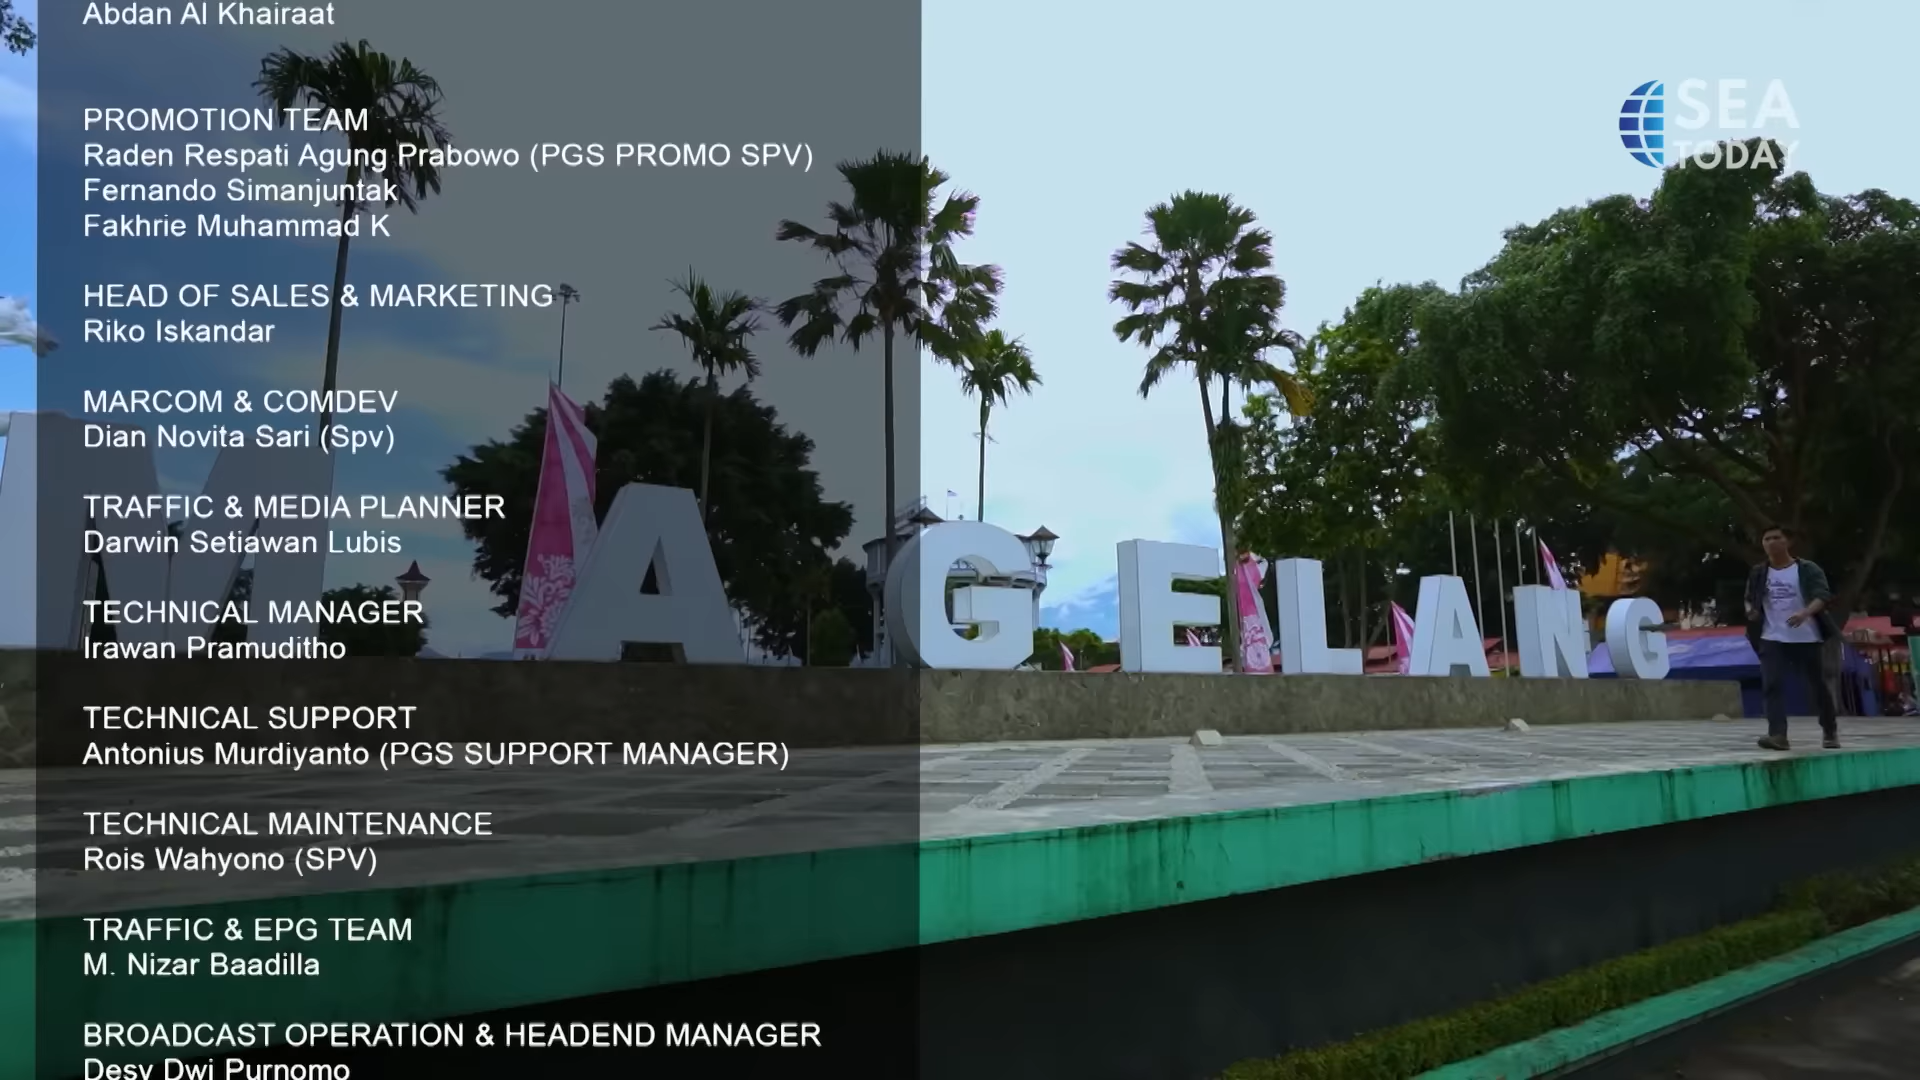 Abdan Al Khairaat
PROMOTION TEAM
Raden Respati Agung Prabowo (PGS PROMO SPV)
Fernando Simanjuntak
Fakhrie Muhammad K
HEAD OF SALES & MARKETING
Riko Iskandar
MARCOM & COMDEV
Dian Novita Sari (Spv)
TRAFFIC & MEDIA PLANNER
Darwin Setiawan Lubis
TECHNICAL MANAGER
Irawan Pramuditho
TECHNICAL SUPPORT
Antonius Murdiyanto (PGS SUPPORT MANAGER)
TECHNICAL MAINTENANCE
Rois Wahyono (SPV)
TRAFFIC & EPG TEAM
M. Nizar Baadilla
BROADCAST OPERATION & HEADEND MANAGER
Desy Dwi Purnomo
SEA
TODAY
MAGELANG